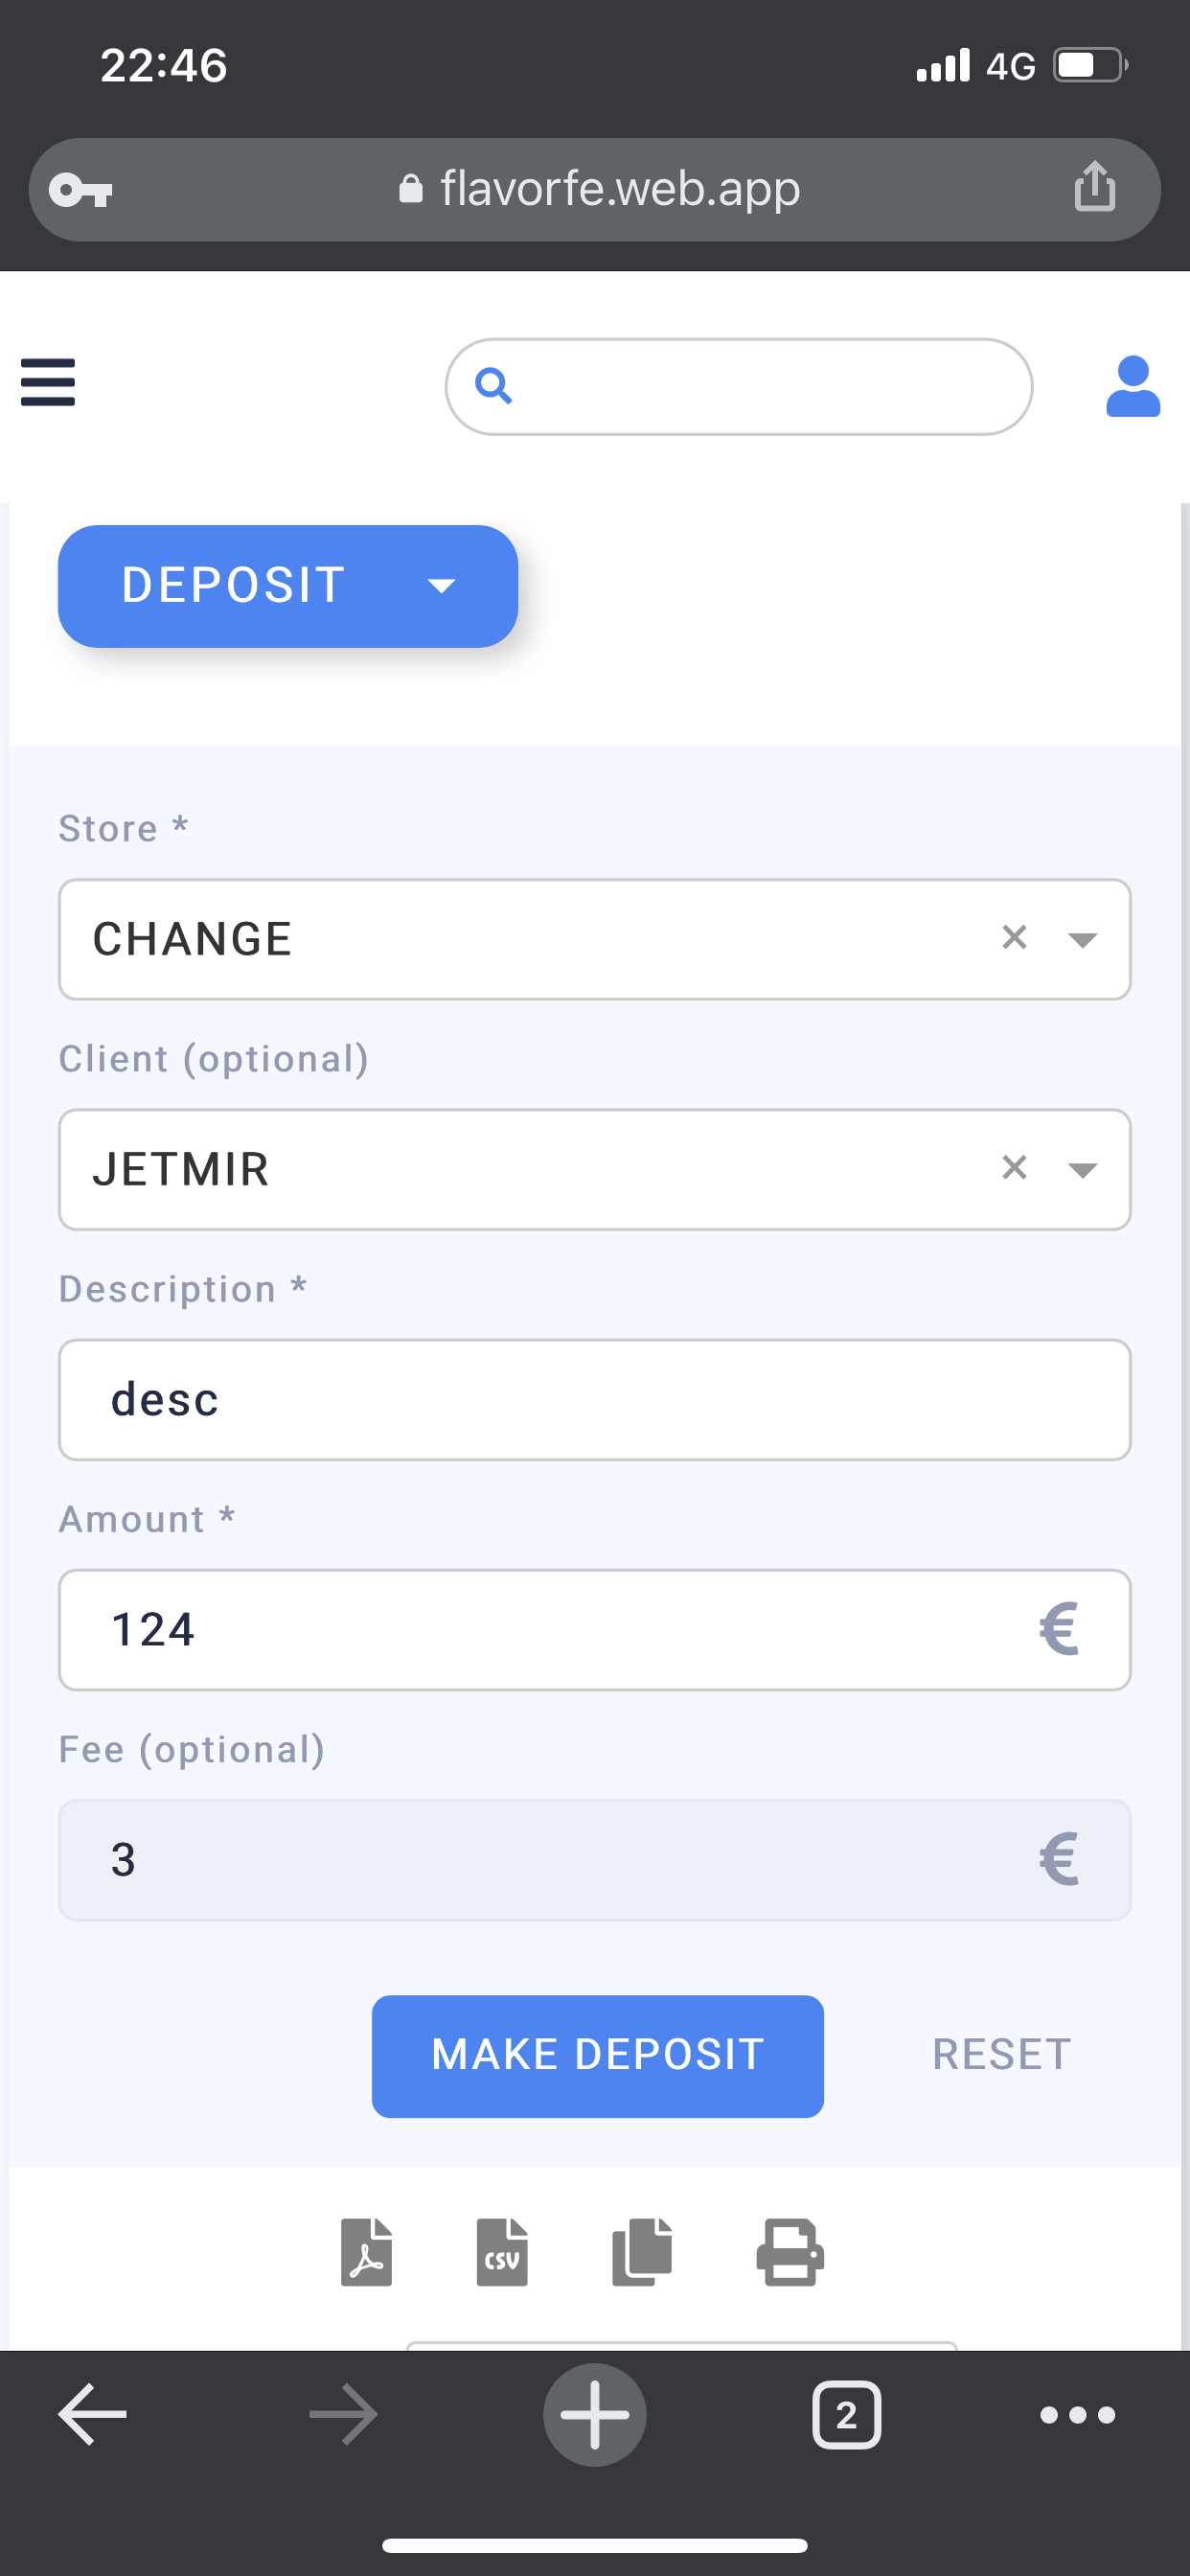 22:46
4G
flavorfe.web.app
DEPOSIT
Store *
CHANGE
Client (optional)
JETMIR
Description *
desc
Amount *
124 €
Fee (optional)
3 €
MAKE DEPOSIT RESET
CSV
2